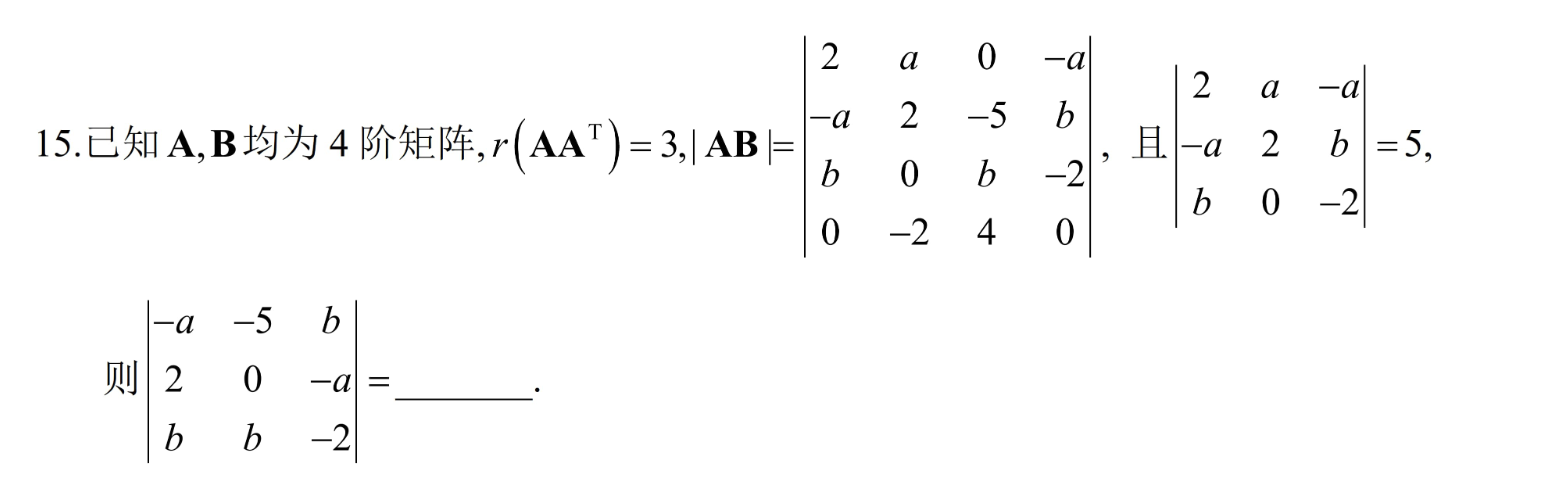 15.已知 A,B 均为 4 阶矩阵, r(AAᵀ)=3,|AB|=
|2 a 0 -a|
|-a 2 -5 b|
|b 0 b -2|
|0 -2 4 0|
, 且
|2 a -a|
|-a 2 b|
|b 0 -2|
=5,
则
|-a -5 b|
|2 0 -a|
|b b -2|
=________.